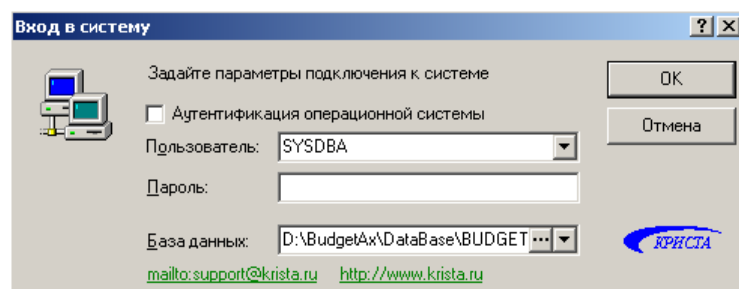 Вход в систему
Задайте параметры подключения к системе
Аутентификация операционной системы
Пользователь: SYSDBA
Пароль:
База данных: D:\BudgetAx\DataBase\BUDGET ...
mailto:support@krista.ru http://www.krista.ru
OK
Отмена
КРИСТА